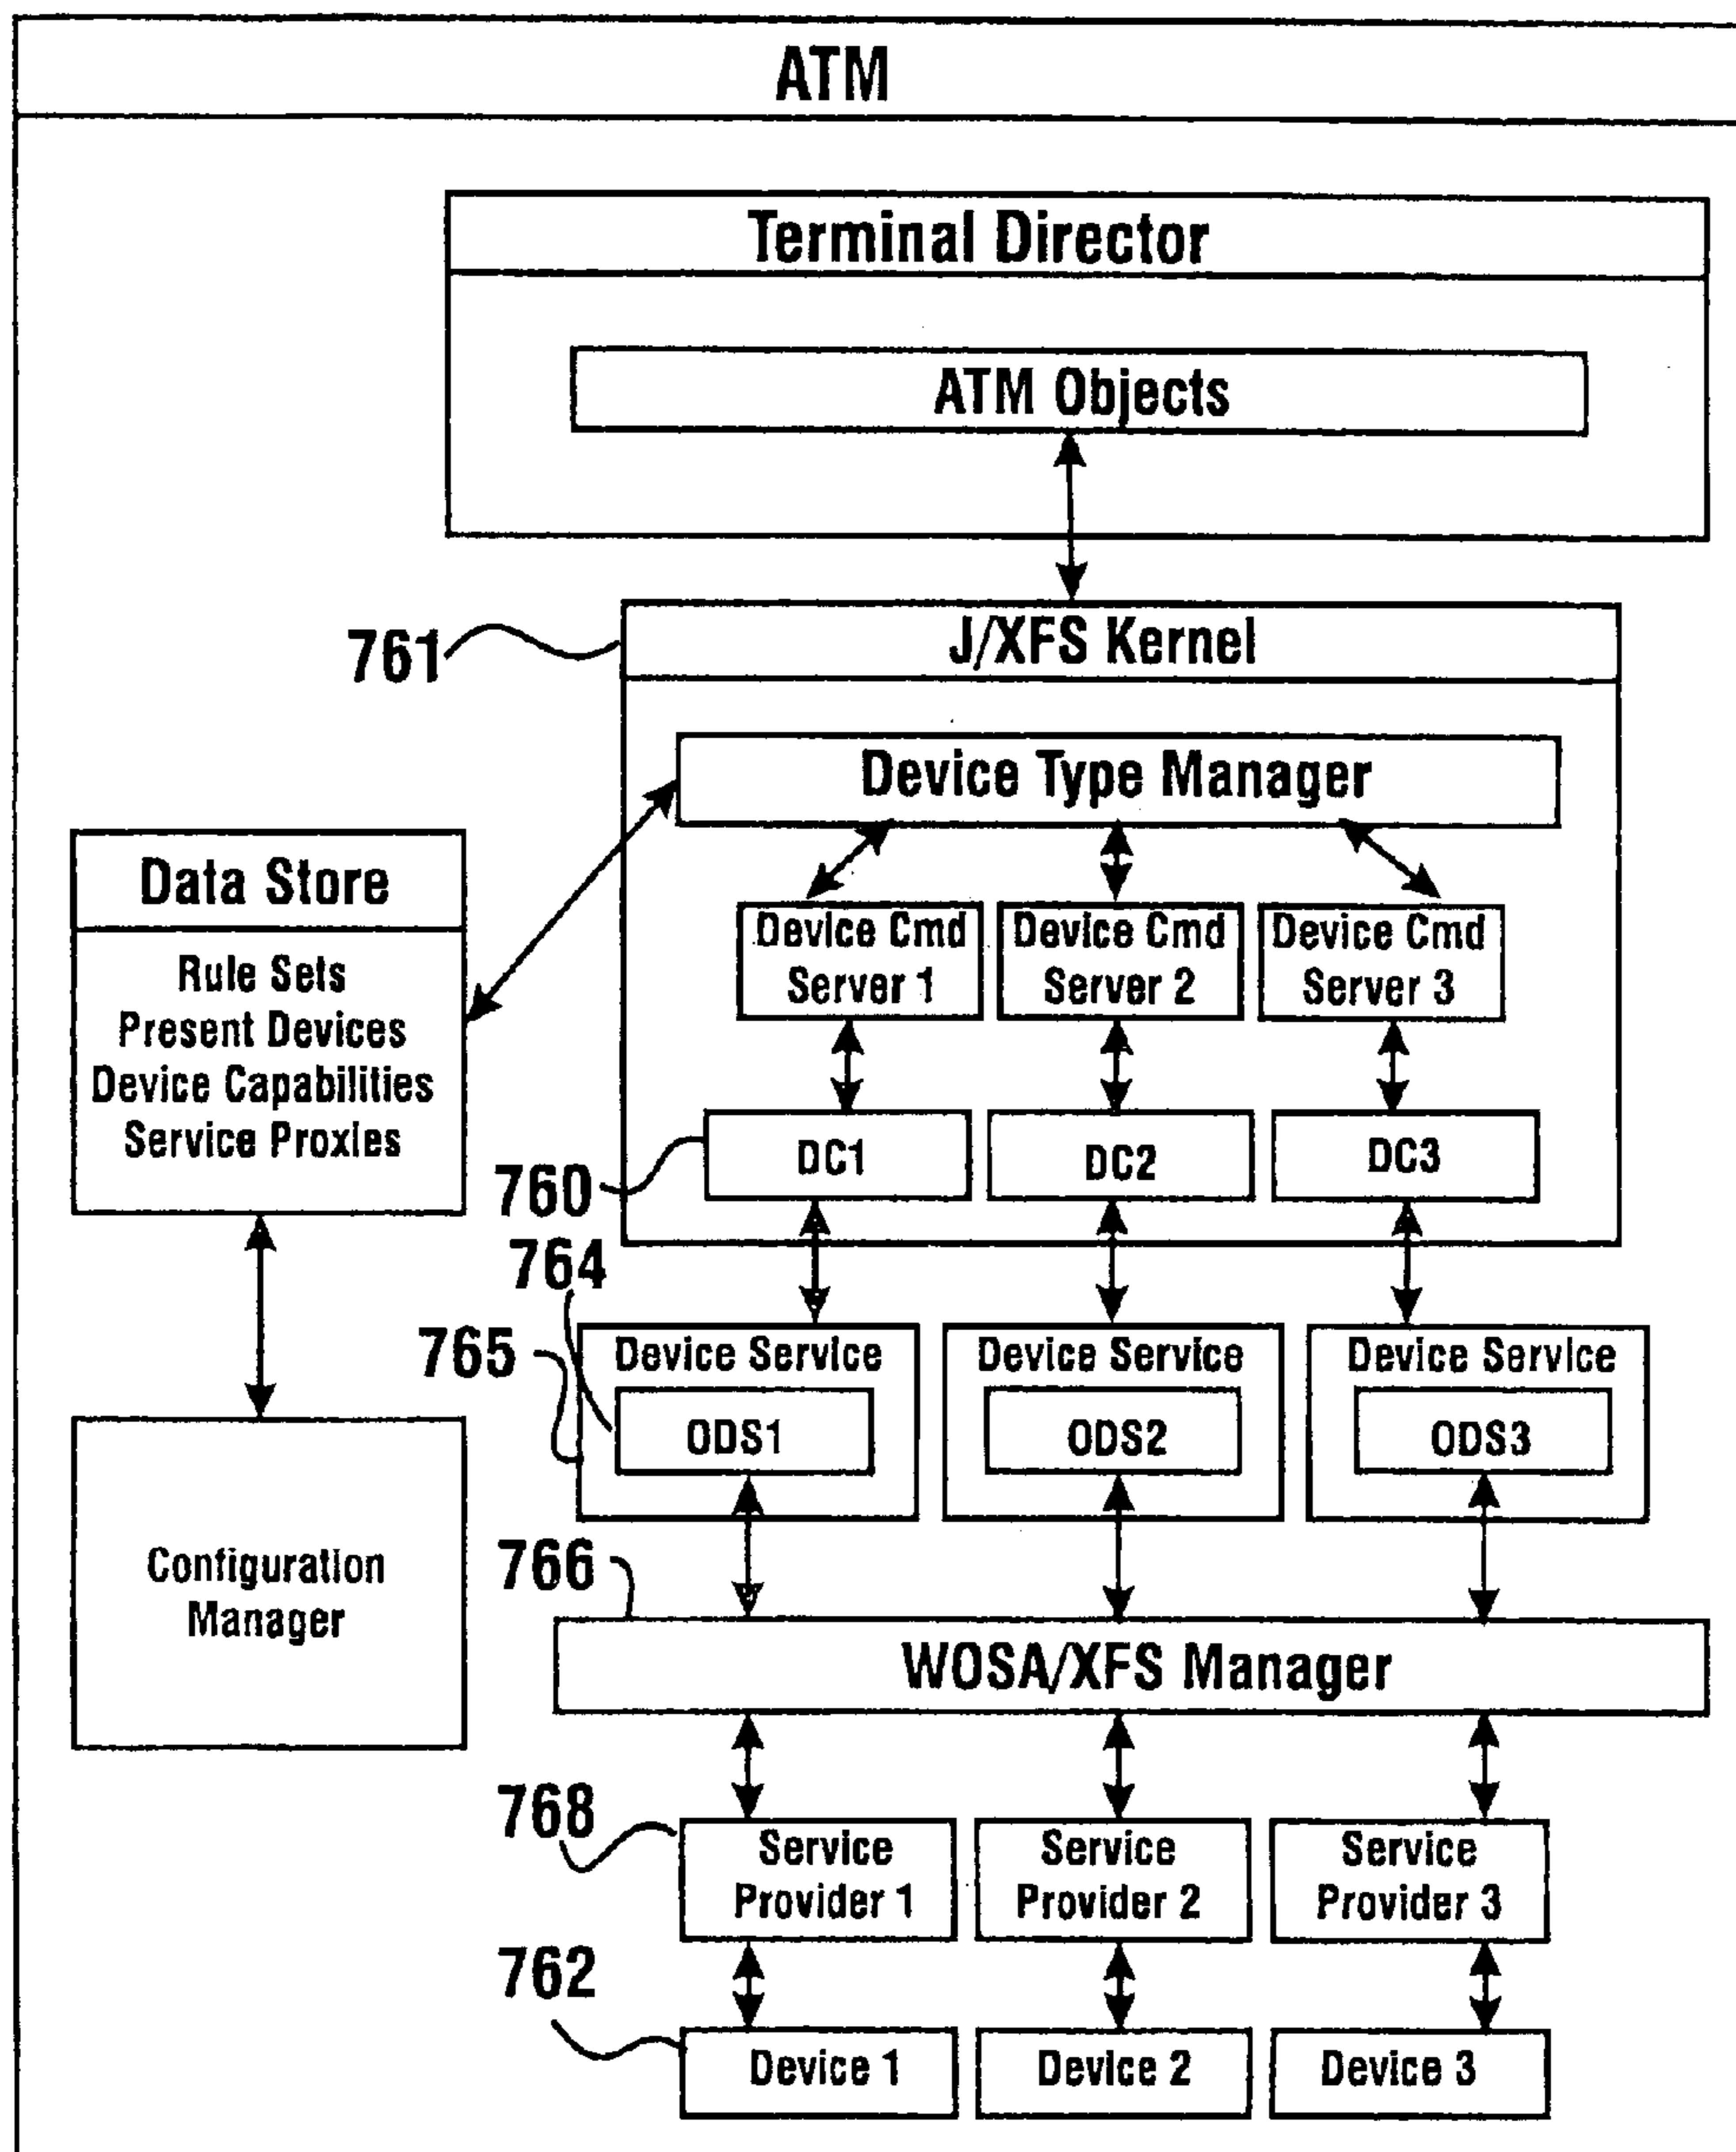 ATM
Terminal Director
ATM Objects
761
J/XFS Kernel
Device Type Manager
Data Store
Rule Sets
Present Devices
Device Capabilities
Service Proxies
Device Cmd
Server 1
Device Cmd
Server 2
Device Cmd
Server 3
760
DC1
DC2
DC3
764
765
Device Service
ODS1
Device Service
ODS2
Device Service
ODS3
Configuration
Manager
766
WOSA/XFS Manager
768
Service
Provider 1
Service
Provider 2
Service
Provider 3
762
Device 1
Device 2
Device 3